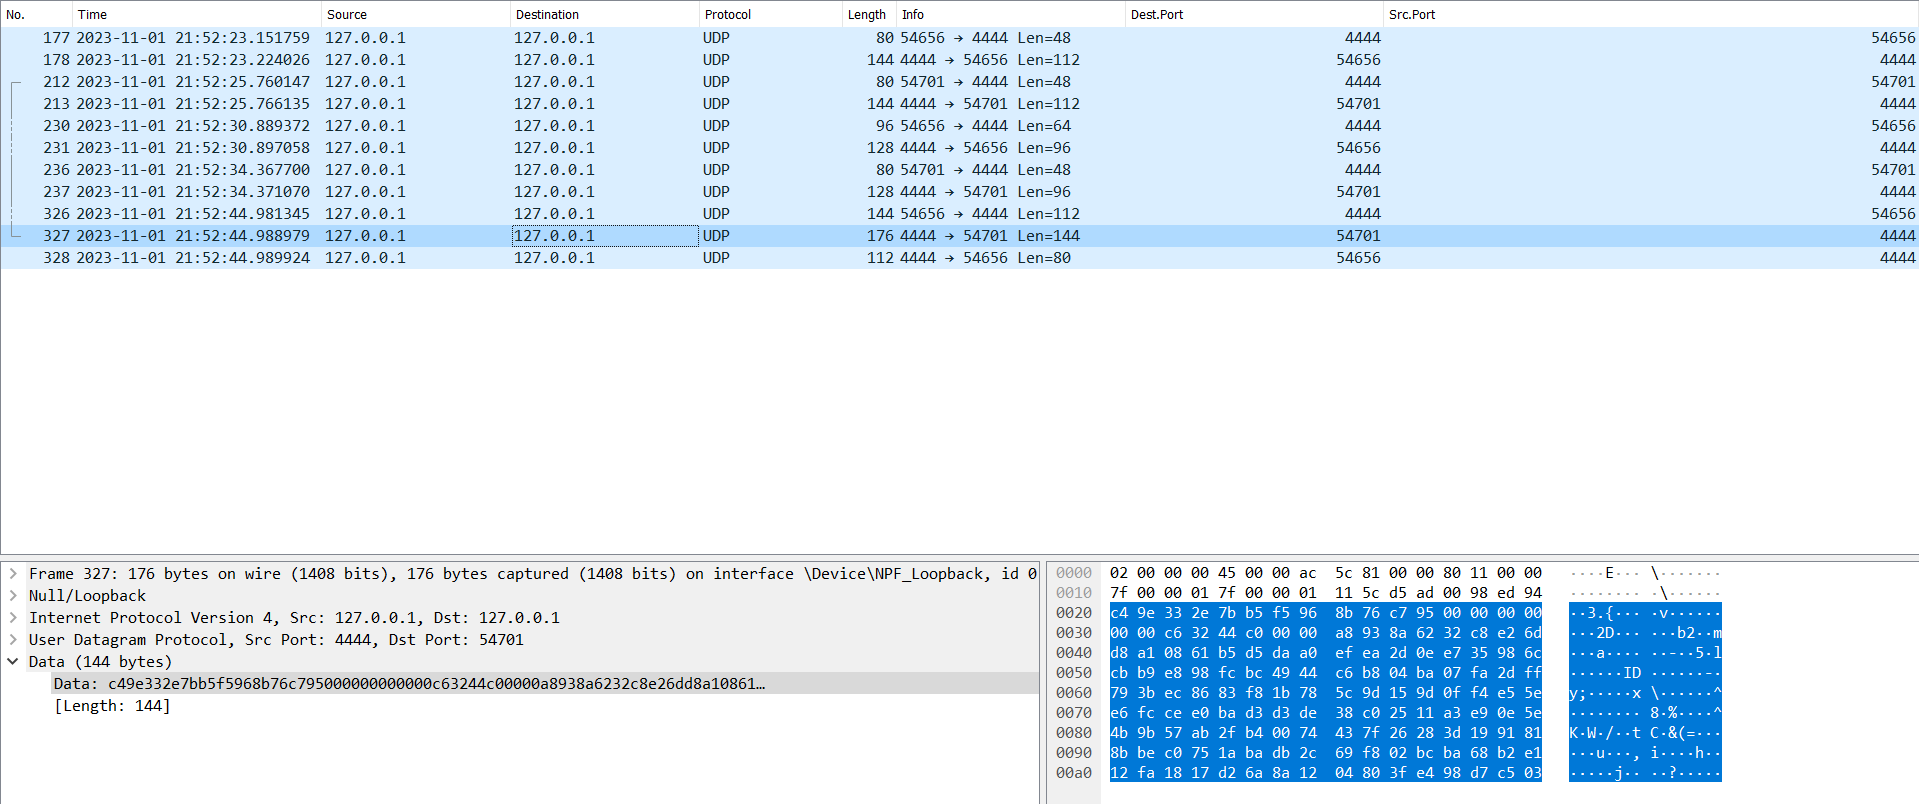 No. Time Source Destination Protocol Length Info Dest.Port Src.Port
177 2023-11-01 21:52:23.151759 127.0.0.1 127.0.0.1 UDP 80 54656 → 4444 Len=48 4444 54656
178 2023-11-01 21:52:23.224026 127.0.0.1 127.0.0.1 UDP 144 4444 → 54656 Len=112 54656 4444
212 2023-11-01 21:52:25.760147 127.0.0.1 127.0.0.1 UDP 80 54701 → 4444 Len=48 4444 54701
213 2023-11-01 21:52:25.766135 127.0.0.1 127.0.0.1 UDP 144 4444 → 54701 Len=112 54701 4444
230 2023-11-01 21:52:30.889372 127.0.0.1 127.0.0.1 UDP 96 54656 → 4444 Len=64 4444 54656
231 2023-11-01 21:52:30.897058 127.0.0.1 127.0.0.1 UDP 128 4444 → 54656 Len=96 54656 4444
236 2023-11-01 21:52:34.367700 127.0.0.1 127.0.0.1 UDP 80 54701 → 4444 Len=48 4444 54701
237 2023-11-01 21:52:34.371070 127.0.0.1 127.0.0.1 UDP 128 4444 → 54701 Len=96 54701 4444
326 2023-11-01 21:52:44.981345 127.0.0.1 127.0.0.1 UDP 144 54656 → 4444 Len=112 4444 54656
327 2023-11-01 21:52:44.988979 127.0.0.1 127.0.0.1 UDP 176 4444 → 54701 Len=144 54701 4444
328 2023-11-01 21:52:44.989924 127.0.0.1 127.0.0.1 UDP 112 4444 → 54656 Len=80 54656 4444
Frame 327: 176 bytes on wire (1408 bits), 176 bytes captured (1408 bits) on interface \Device\NPF_Loopback, id 0
Null/Loopback
Internet Protocol Version 4, Src: 127.0.0.1, Dst: 127.0.0.1
User Datagram Protocol, Src Port: 4444, Dst Port: 54701
Data (144 bytes)
Data: c49e332e7bb5f5968b76c795000000000000c63244c00000a8938a6232c8e26dd8a10861…
[Length: 144]
0000 02 00 00 00 45 00 00 ac 5c 81 00 00 80 11 00 00 ····E··· \·······
0010 7f 00 00 01 7f 00 00 01 11 5c d5 ad 00 98 ed 94 ········ ·\······
0020 c4 9e 33 2e 7b b5 f5 96 8b 76 c7 95 00 00 00 00 ··3.{··· ·v······
0030 00 00 c6 32 44 c0 00 00 a8 93 8a 62 32 c8 e2 6d ···2D··· ···b2··m
0040 d8 a1 08 61 b5 d5 da a0 ef ea 2d 0e e7 35 98 6c ···a···· ··-··5·l
0050 cb b9 e8 98 fc bc 49 44 c6 b8 04 ba 07 fa 2d ff ······ID ······-·
0060 79 3b ec 86 83 f8 1b 78 5c 9d 15 9d 0f f4 e5 5e y;·····x \······^
0070 e6 fc ce e0 ba d3 d3 de 38 c0 25 11 a3 e9 0e 5e ········ 8·%····^
0080 4b 9b 57 ab 2f b4 00 74 43 7f 26 28 3d 19 91 81 K·W·/··t C·&(=···
0090 8b be c0 75 1a ba db 2c 69 f8 02 bc ba 68 b2 e1 ···u···, i····h··
00a0 12 fa 18 17 d2 6a 8a 12 04 80 3f e4 98 d7 c5 03 ·····j·· ··?·····